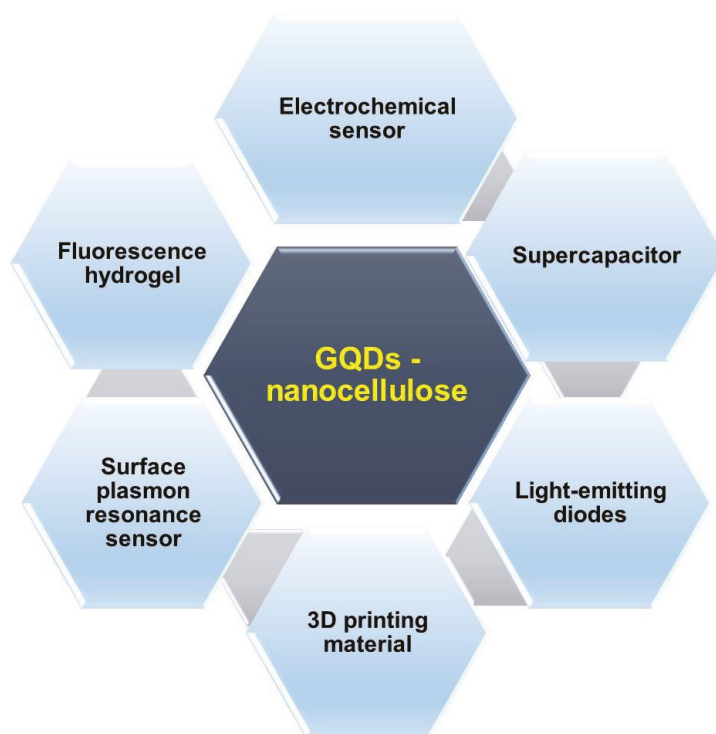 Electrochemical
sensor
Supercapacitor
Fluorescence
hydrogel
GQDs -
nanocellulose
Light-emitting
diodes
Surface
plasmon
resonance
sensor
3D printing
material